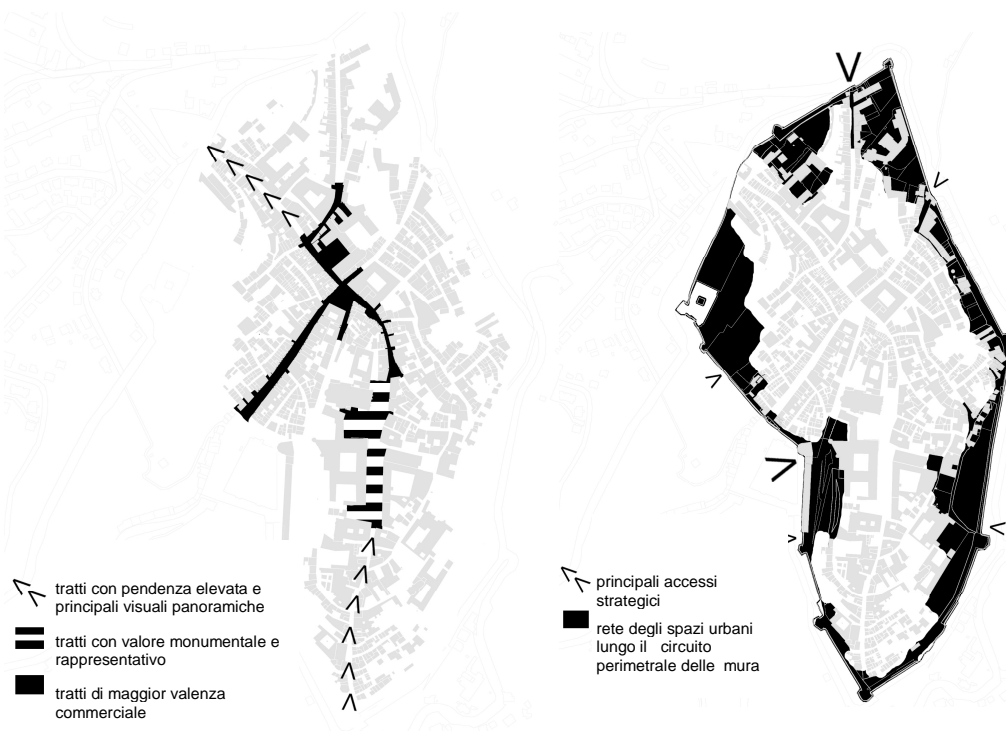 tratti con pendenza elevata e
principali visuali panoramiche
tratti con valore monumentale e
rappresentativo
tratti di maggior valenza
commerciale
principali accessi
strategici
rete degli spazi urbani
lungo il circuito
perimetrale delle mura